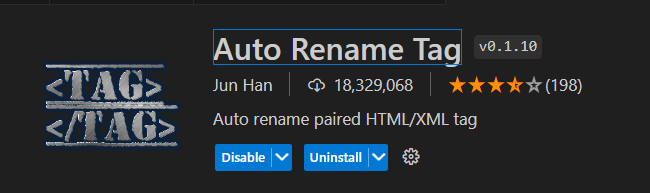 <TAG>
</TAG>
Auto Rename Tag v0.1.10
Jun Han 18,329,068 (198)
Auto rename paired HTML/XML tag
Disable Uninstall